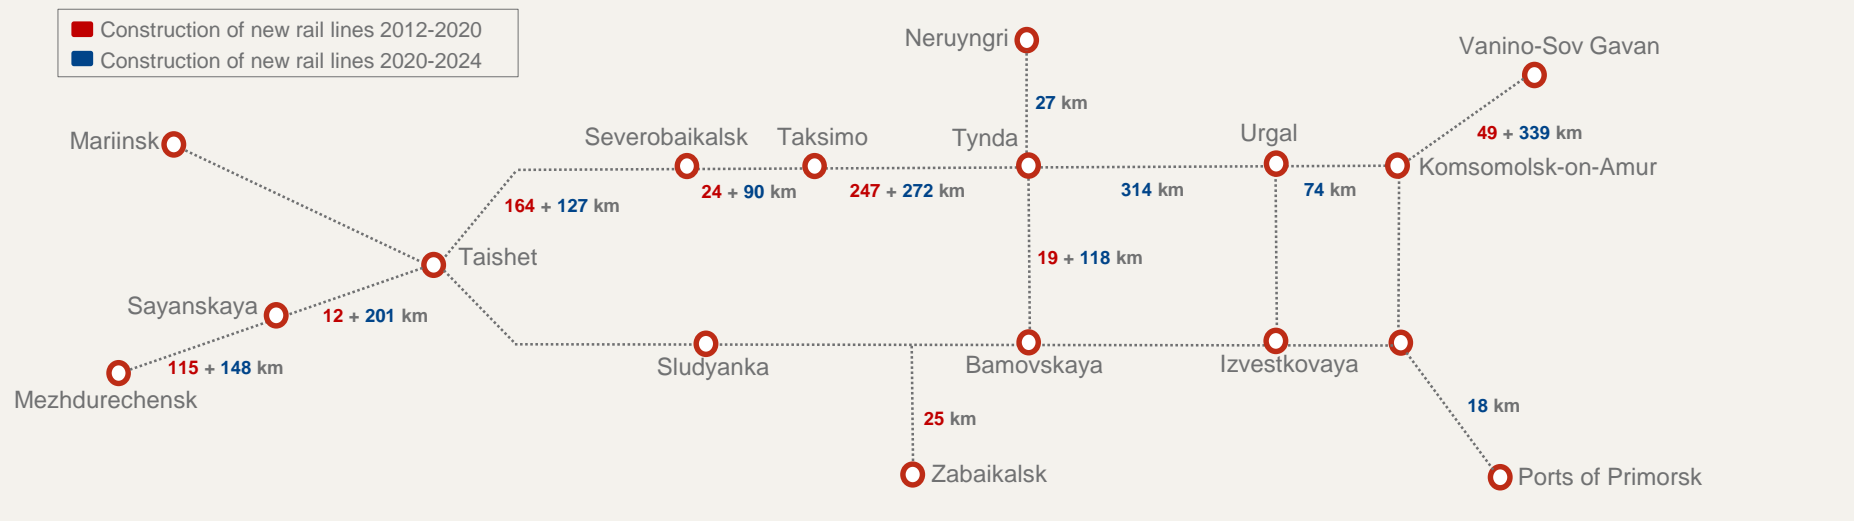 Construction of new rail lines 2012-2020
Construction of new rail lines 2020-2024
Neruyngri
Vanino-Sov Gavan
27 km
Mariinsk
Severobaikalsk
Taksimo
Tynda
Urgal
49 + 339 km
Komsomolsk-on-Amur
164 + 127 km
24 + 90 km
247 + 272 km
314 km
74 km
Taishet
19 + 118 km
Sayanskaya
12 + 201 km
115 + 148 km
Mezhdurechensk
Sludyanka
Bamovskaya
Izvestkovaya
25 km
18 km
Zabaikalsk
Ports of Primorsk